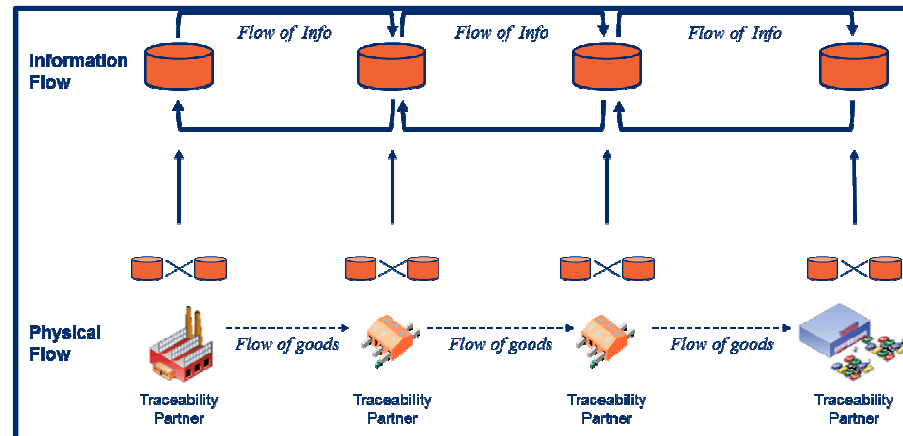 Flow of Info
Flow of Info
Flow of Info
Information
Flow
Physical
Flow
Flow of goods
Flow of goods
Flow of goods
Traceability
Partner
Traceability
Partner
Traceability
Partner
Traceability
Partner